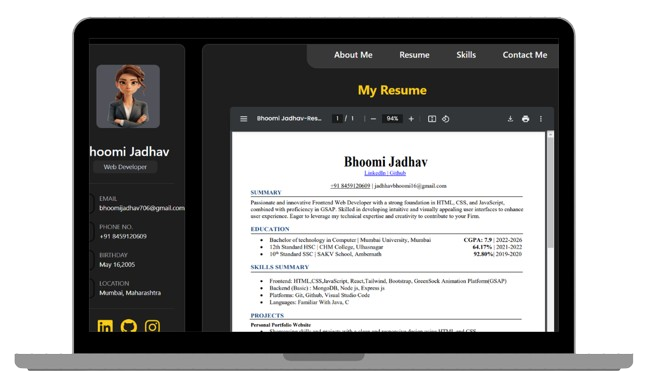 About Me Resume Skills Contact Me
hoomi Jadhav
Web Developer
EMAIL
bhoomijadhav706@gmail.com
PHONE NO.
+91 8459120609
BIRTHDAY
May 16,2005
LOCATION
Mumbai, Maharashtra
My Resume
Bhoomi Jadhav-Res... 1 / 1 94%
Bhoomi Jadhav
LinkedIn | Github
+91 8459120609 | jadhavbhoomi16@gmail.com
SUMMARY
Passionate and innovative Frontend Web Developer with a strong foundation in HTML, CSS, and JavaScript,
combined with proficiency in GSAP. Skilled in developing intuitive and visually appealing user interfaces to enhance
user experience. Eager to leverage my technical expertise and creativity to contribute to your Firm.
EDUCATION
• Bachelor of technology in Computer | Mumbai University, Mumbai CGPA: 7.9 | 2022-2026
• 12th Standard HSC | CHM College, Ulhasnagar 64.17% | 2021-2022
• 10th Standard SSC | SAKV School, Ambernath 92.80%| 2019-2020
SKILLS SUMMARY
• Frontend: HTML,CSS,JavaScript, React,Tailwind, Bootstrap, GreenSock Animation Platform(GSAP)
• Backend (Basic) : MongoDB, Node js, Express js
• Platforms: Git, Github, Visual Studio Code
• Languages: Familiar With Java, C
PROJECTS
Personal Portfolio Website